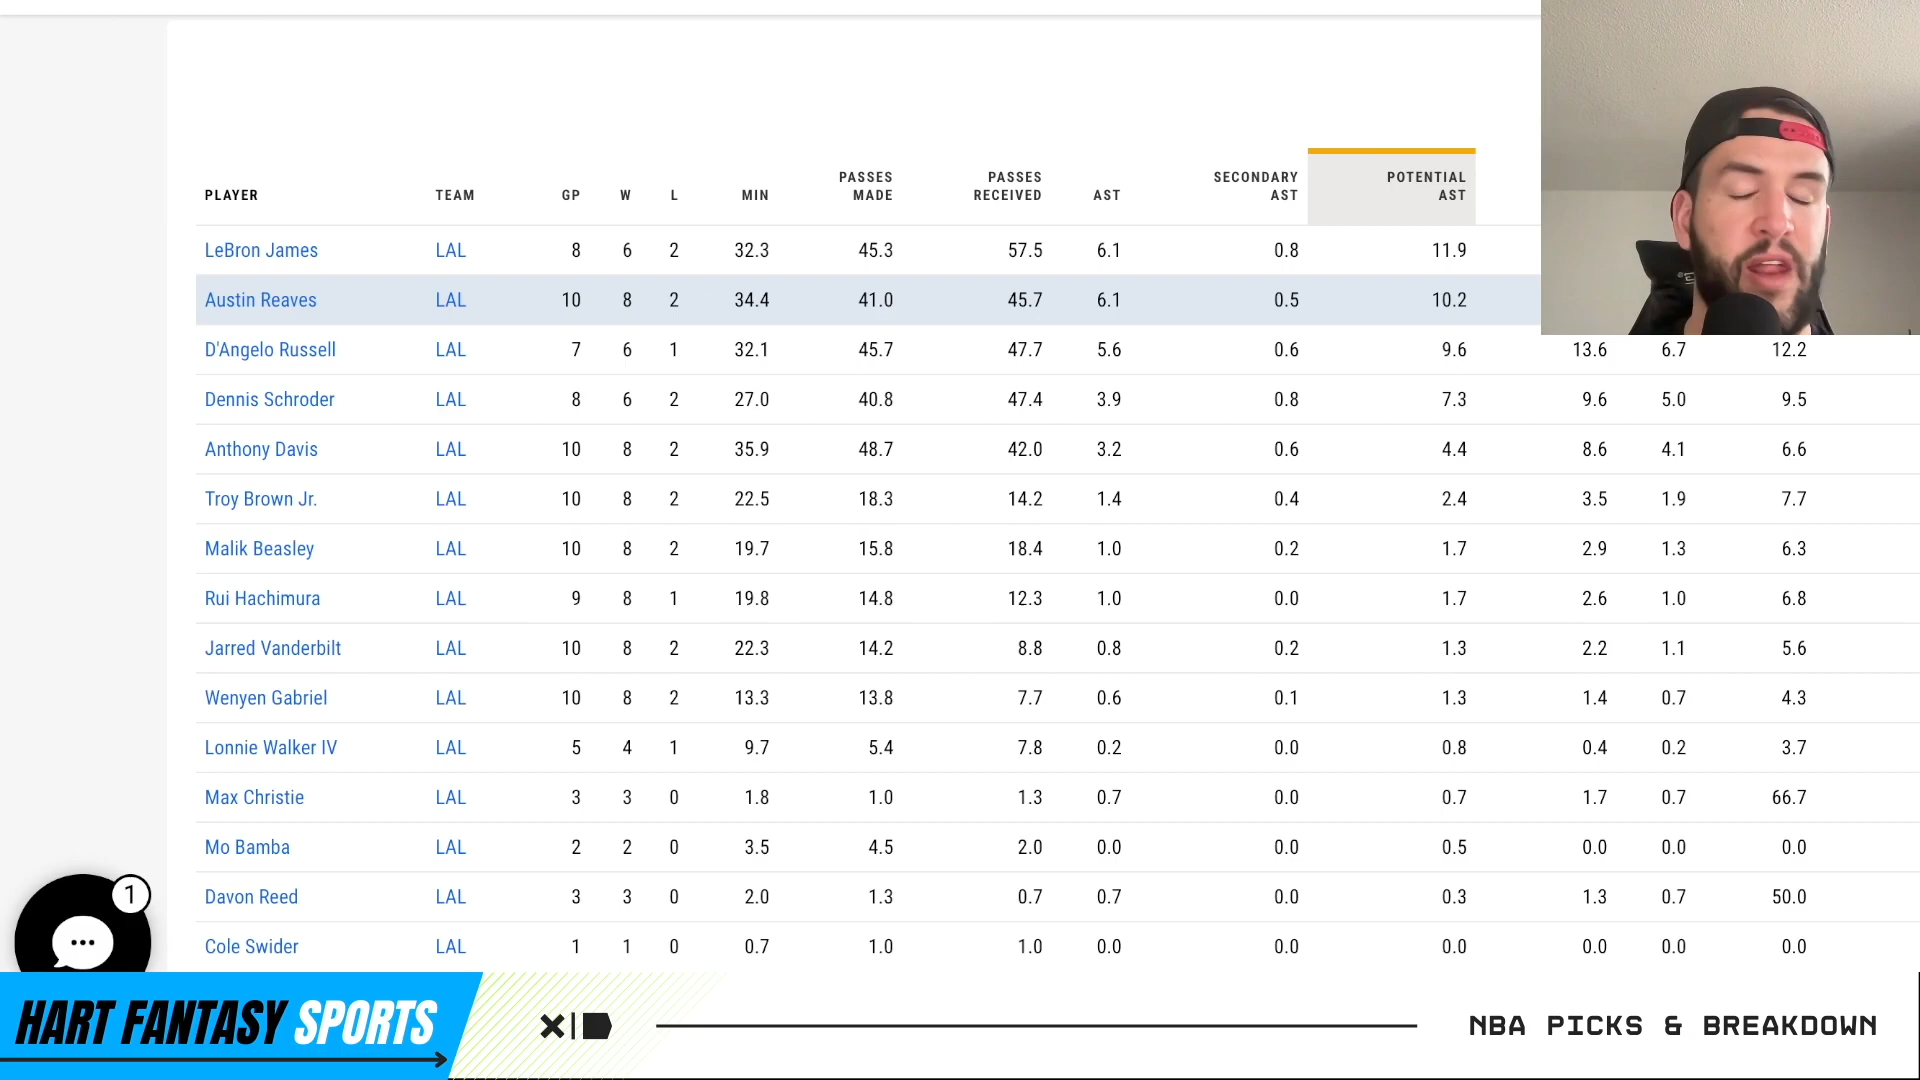 PLAYER TEAM GP W L MIN PASSES MADE PASSES RECEIVED AST SECONDARY AST POTENTIAL AST
LeBron James LAL 8 6 2 32.3 45.3 57.5 6.1 0.8 11.9
Austin Reaves LAL 10 8 2 34.4 41.0 45.7 6.1 0.5 10.2
D'Angelo Russell LAL 7 6 1 32.1 45.7 47.7 5.6 0.6 9.6 13.6 6.7 12.2
Dennis Schroder LAL 8 6 2 27.0 40.8 47.4 3.9 0.8 7.3 9.6 5.0 9.5
Anthony Davis LAL 10 8 2 35.9 48.7 42.0 3.2 0.6 4.4 8.6 4.1 6.6
Troy Brown Jr. LAL 10 8 2 22.5 18.3 14.2 1.4 0.4 2.4 3.5 1.9 7.7
Malik Beasley LAL 10 8 2 19.7 15.8 18.4 1.0 0.2 1.7 2.9 1.3 6.3
Rui Hachimura LAL 9 8 1 19.8 14.8 12.3 1.0 0.0 1.7 2.6 1.0 6.8
Jarred Vanderbilt LAL 10 8 2 22.3 14.2 8.8 0.8 0.2 1.3 2.2 1.1 5.6
Wenyen Gabriel LAL 10 8 2 13.3 13.8 7.7 0.6 0.1 1.3 1.4 0.7 4.3
Lonnie Walker IV LAL 5 4 1 9.7 5.4 7.8 0.2 0.0 0.8 0.4 0.2 3.7
Max Christie LAL 3 3 0 1.8 1.0 1.3 0.7 0.0 0.7 1.7 0.7 66.7
Mo Bamba LAL 2 2 0 3.5 4.5 2.0 0.0 0.0 0.5 0.0 0.0 0.0
Davon Reed LAL 3 3 0 2.0 1.3 0.7 0.7 0.0 0.3 1.3 0.7 50.0
Cole Swider LAL 1 1 0 0.7 1.0 1.0 0.0 0.0 0.0 0.0 0.0 0.0
1
HART FANTASY SPORTS
NBA PICKS & BREAKDOWN